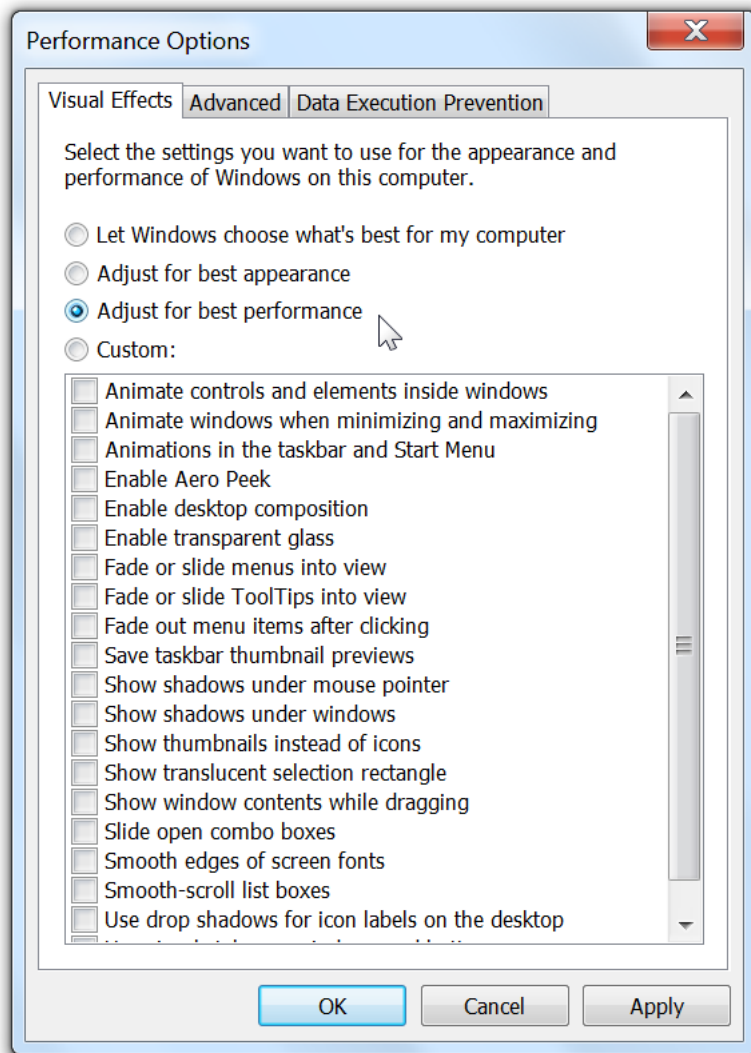 Performance Options
Visual Effects
Advanced
Data Execution Prevention
Select the settings you want to use for the appearance and
performance of Windows on this computer.
Let Windows choose what's best for my computer
Adjust for best appearance
Adjust for best performance
Custom:
Animate controls and elements inside windows
Animate windows when minimizing and maximizing
Animations in the taskbar and Start Menu
Enable Aero Peek
Enable desktop composition
Enable transparent glass
Fade or slide menus into view
Fade or slide ToolTips into view
Fade out menu items after clicking
Save taskbar thumbnail previews
Show shadows under mouse pointer
Show shadows under windows
Show thumbnails instead of icons
Show translucent selection rectangle
Show window contents while dragging
Slide open combo boxes
Smooth edges of screen fonts
Smooth-scroll list boxes
Use drop shadows for icon labels on the desktop
OK
Cancel
Apply